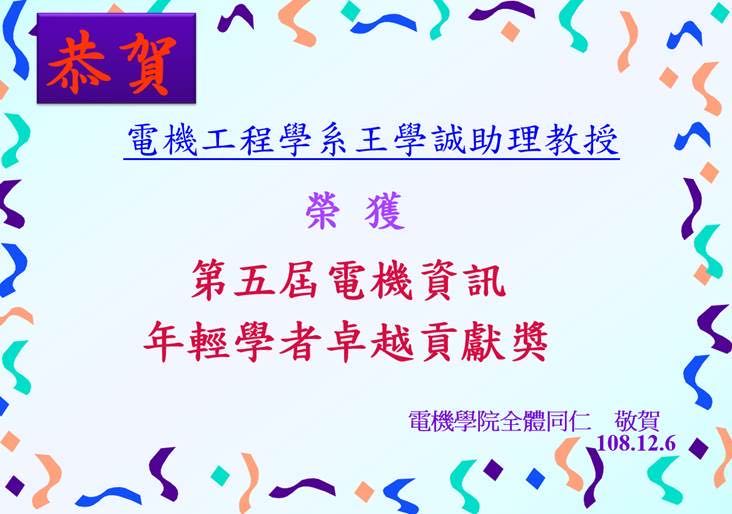 恭賀
電機工程學系王學誠助理教授
榮獲
第五屆電機資訊
年輕學者卓越貢獻獎
電機學院全體同仁 敬賀
108.12.6